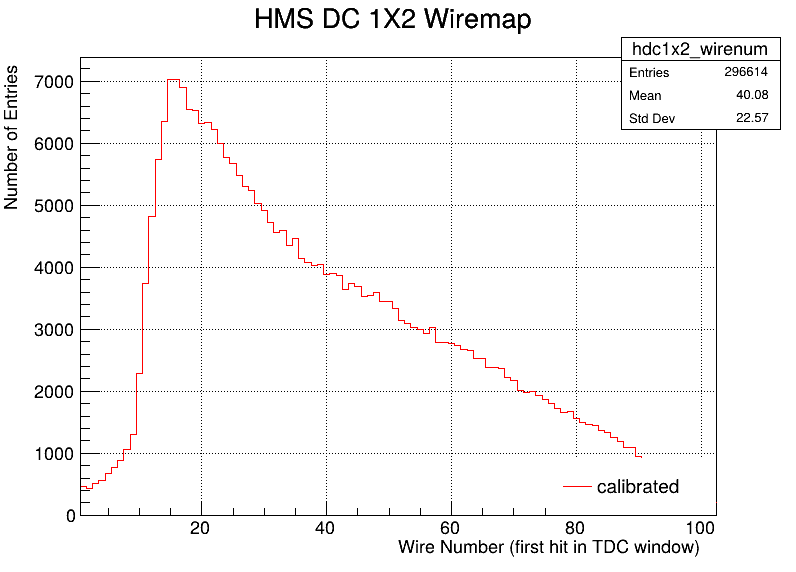 HMS DC 1X2 Wiremap
hdc1x2_wirenum
Entries 296614
Mean 40.08
Std Dev 22.57
Number of Entries
7000
6000
5000
4000
3000
2000
1000
0
20 40 60 80 100
calibrated
Wire Number (first hit in TDC window)